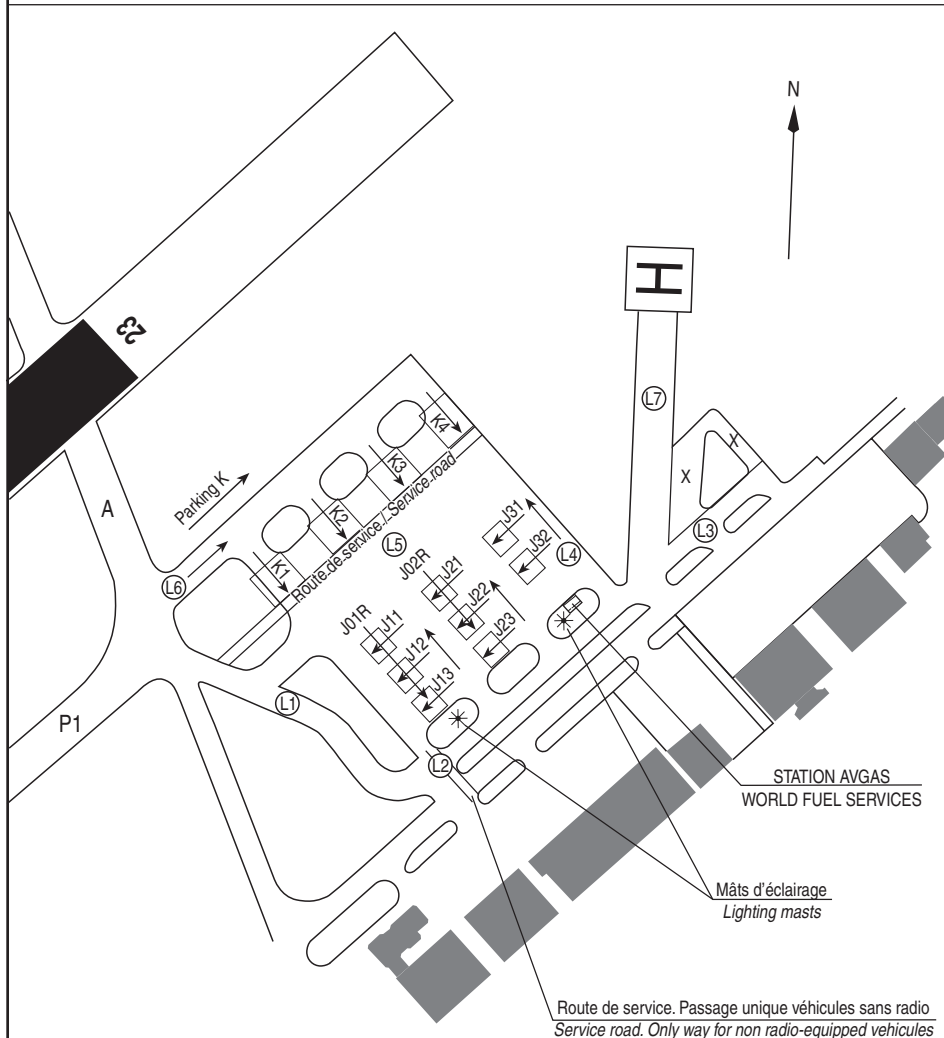 N
H
23
L7
K4
A
Parking K
K3
X
X
K2
Route de service / Service road
J31
L3
L5
L4
K1
J02R
J21
J32
L6
J22
J01R
J11
J23
J12
J13
L1
P1
L2
STATION AVGAS
WORLD FUEL SERVICES
Mâts d'éclairage
Lighting masts
Route de service. Passage unique véhicules sans radio
Service road. Only way for non radio-equipped vehicules